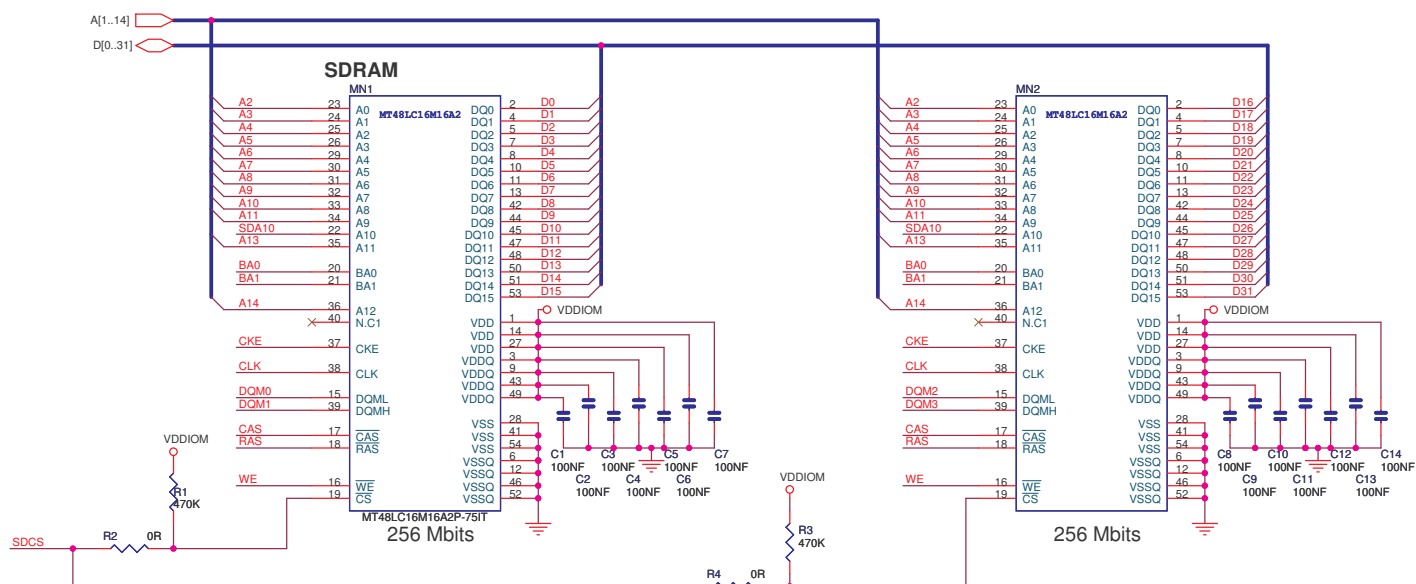 A[1..14]
D[0..31]
SDRAM
MN1
MT48LC16M16A2
A2 23 A0 DQ0 2 D0
A3 24 A1 DQ1 4 D1
A4 25 A2 DQ2 5 D2
A5 26 A3 DQ3 7 D3
A6 29 A4 DQ4 8 D4
A7 30 A5 DQ5 10 D5
A8 31 A6 DQ6 11 D6
A9 32 A7 DQ7 13 D7
A10 33 A8 DQ8 42 D8
A11 34 A9 DQ9 44 D9
SDA10 22 A10 DQ10 45 D10
A13 35 A11 DQ11 47 D11
DQ12 48 D12
BA0 20 BA0 DQ13 50 D13
BA1 21 BA1 DQ14 51 D14
DQ15 53 D15
A14 36 A12
VDDIOM
40 N.C1 VDD 1
VDD 14
CKE 37 CKE VDD 27
VDDQ 3
CLK 38 CLK VDDQ 9
VDDQ 43
DQM0 15 DQML VDDQ 49
DQM1 39 DQMH
VSS 28
CAS 17 CAS VSS 41
RAS 18 RAS VSS 54
VSSQ 6
VSSQ 12
WE 16 WE VSSQ 46
19 CS VSSQ 52
MT48LC16M16A2P-75IT
256 Mbits
C1 C3 C5 C7
100NF 100NF 100NF 100NF
C2 C4 C6
100NF 100NF 100NF
VDDIOM
R1
470K
R2 0R
SDCS
VDDIOM
R3
470K
R4 0R
MN2
MT48LC16M16A2
A2 23 A0 DQ0 2 D16
A3 24 A1 DQ1 4 D17
A4 25 A2 DQ2 5 D18
A5 26 A3 DQ3 7 D19
A6 29 A4 DQ4 8 D20
A7 30 A5 DQ5 10 D21
A8 31 A6 DQ6 11 D22
A9 32 A7 DQ7 13 D23
A10 33 A8 DQ8 42 D24
A11 34 A9 DQ9 44 D25
SDA10 22 A10 DQ10 45 D26
A13 35 A11 DQ11 47 D27
DQ12 48 D28
BA0 20 BA0 DQ13 50 D29
BA1 21 BA1 DQ14 51 D30
DQ15 53 D31
A14 36 A12
VDDIOM
40 N.C1 VDD 1
VDD 14
CKE 37 CKE VDD 27
VDDQ 3
CLK 38 CLK VDDQ 9
VDDQ 43
DQM2 15 DQML VDDQ 49
DQM3 39 DQMH
VSS 28
CAS 17 CAS VSS 41
RAS 18 RAS VSS 54
VSSQ 6
VSSQ 12
WE 16 WE VSSQ 46
19 CS VSSQ 52
256 Mbits
C8 C10 C12 C14
100NF 100NF 100NF 100NF
C9 C11 C13
100NF 100NF 100NF